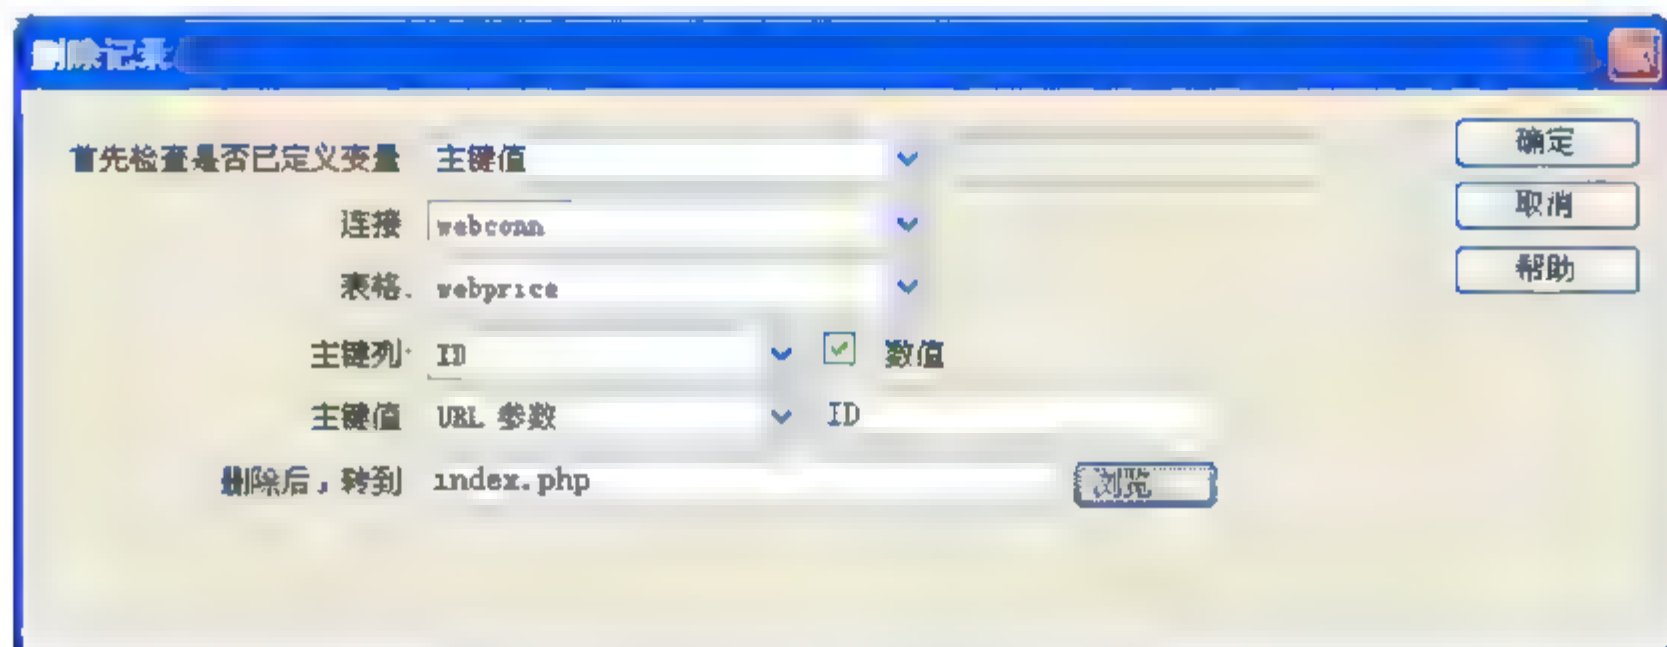 删除记录
首先检查是否已定义变量 主键值 确定
连接 webconn 取消
表格 webprice 帮助
主键列 ID 数值
主键值 URL 参数 ID
删除后，转到 index.php 浏览